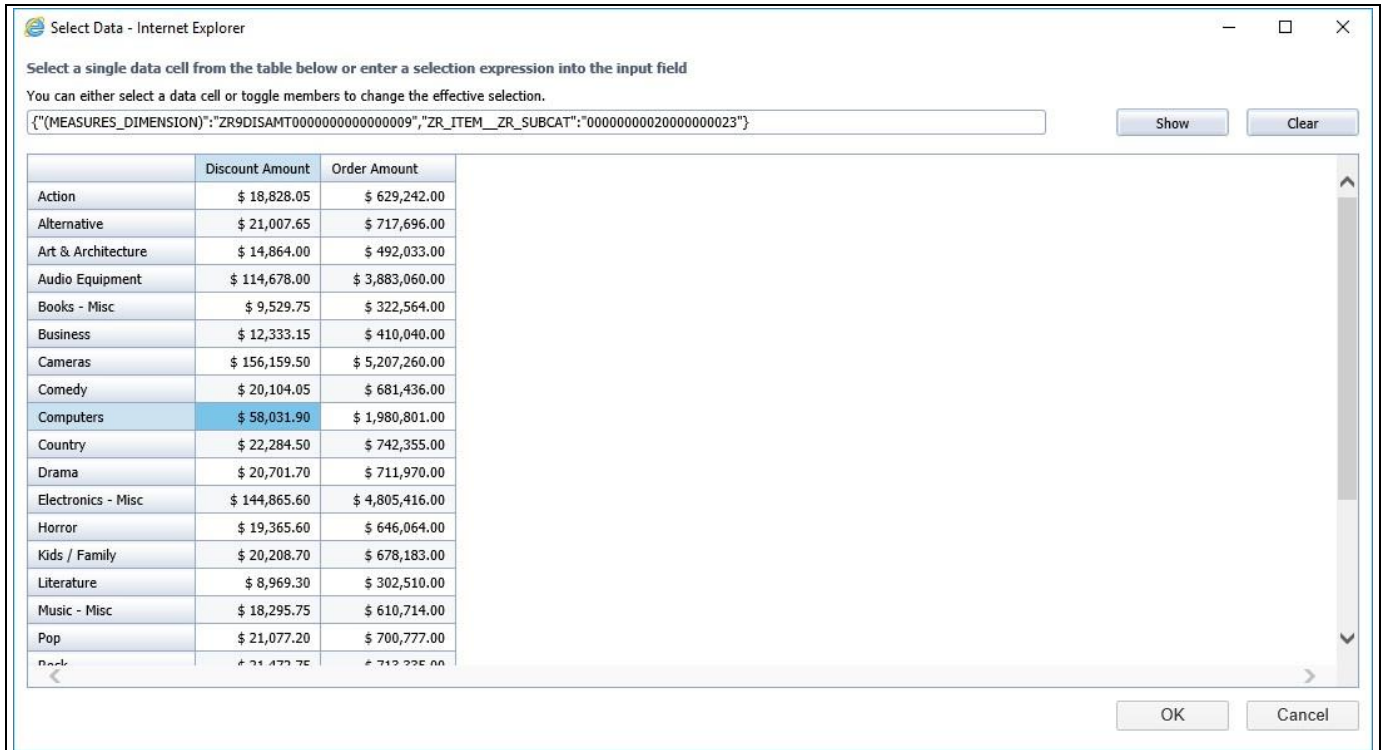 Select Data - Internet Explorer
Select a single data cell from the table below or enter a selection expression into the input field
You can either select a data cell or toggle members to change the effective selection.
{"(MEASURES_DIMENSION)":"ZR9DISAMT0000000000000009","ZR_ITEM__ZR_SUBCAT":"00000000020000000023"} Show Clear
Discount Amount Order Amount
Action $ 18,828.05 $ 629,242.00
Alternative $ 21,007.65 $ 717,696.00
Art & Architecture $ 14,864.00 $ 492,033.00
Audio Equipment $ 114,678.00 $ 3,883,060.00
Books - Misc $ 9,529.75 $ 322,564.00
Business $ 12,333.15 $ 410,040.00
Cameras $ 156,159.50 $ 5,207,260.00
Comedy $ 20,104.05 $ 681,436.00
Computers $ 58,031.90 $ 1,980,801.00
Country $ 22,284.50 $ 742,355.00
Drama $ 20,701.70 $ 711,970.00
Electronics - Misc $ 144,865.60 $ 4,805,416.00
Horror $ 19,365.60 $ 646,064.00
Kids / Family $ 20,208.70 $ 678,183.00
Literature $ 8,969.30 $ 302,510.00
Music - Misc $ 18,295.75 $ 610,714.00
Pop $ 21,077.20 $ 700,777.00
Rock $ 21,472.75 $ 713,335.00
OK Cancel